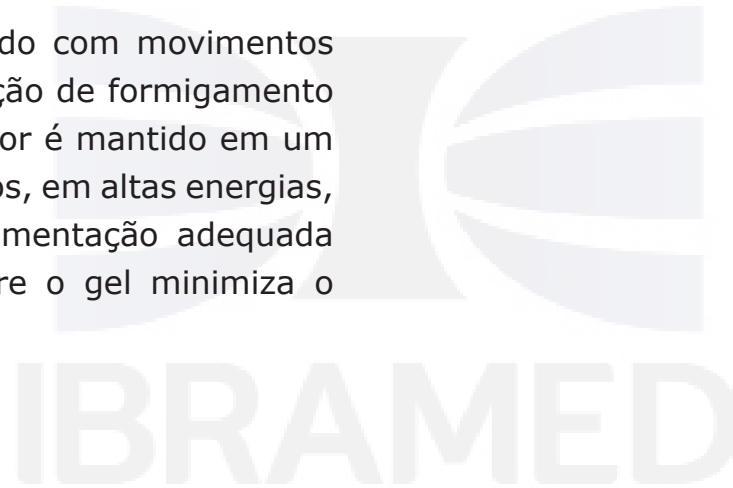 do com movimentos
ção de formigamento
or é mantido em um
os, em altas energias,
mentação adequada
re o gel minimiza o
IBRAMED